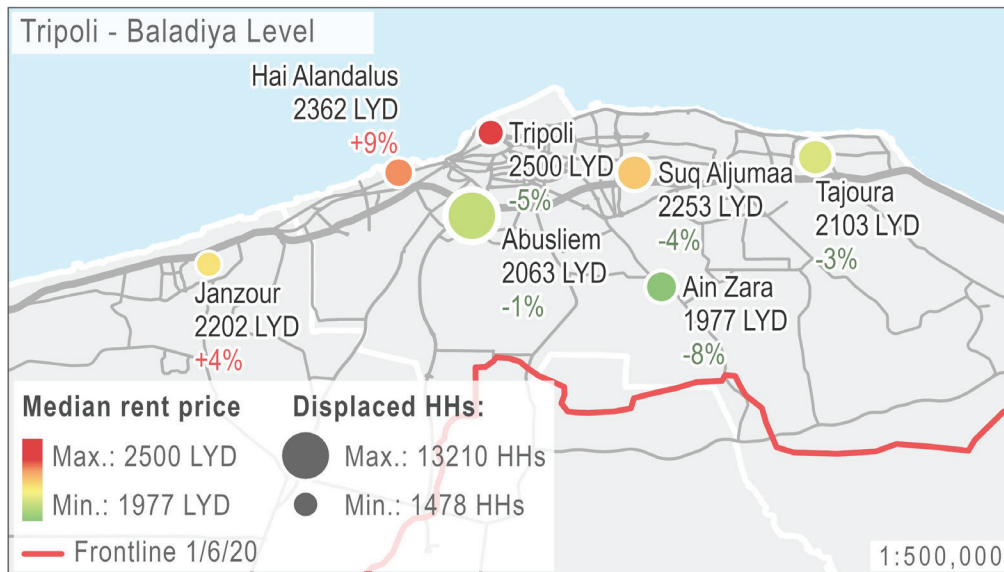 Tripoli - Baladiya Level
Hai Alandalus
2362 LYD
+9%
Tripoli
2500 LYD
-5%
Suq Aljumaa
2253 LYD
-4%
Tajoura
2103 LYD
-3%
Abusliem
2063 LYD
-1%
Janzour
2202 LYD
+4%
Ain Zara
1977 LYD
-8%
Median rent price
Max.: 2500 LYD
Min.: 1977 LYD
Displaced HHs:
Max.: 13210 HHs
Min.: 1478 HHs
Frontline 1/6/20
1:500,000